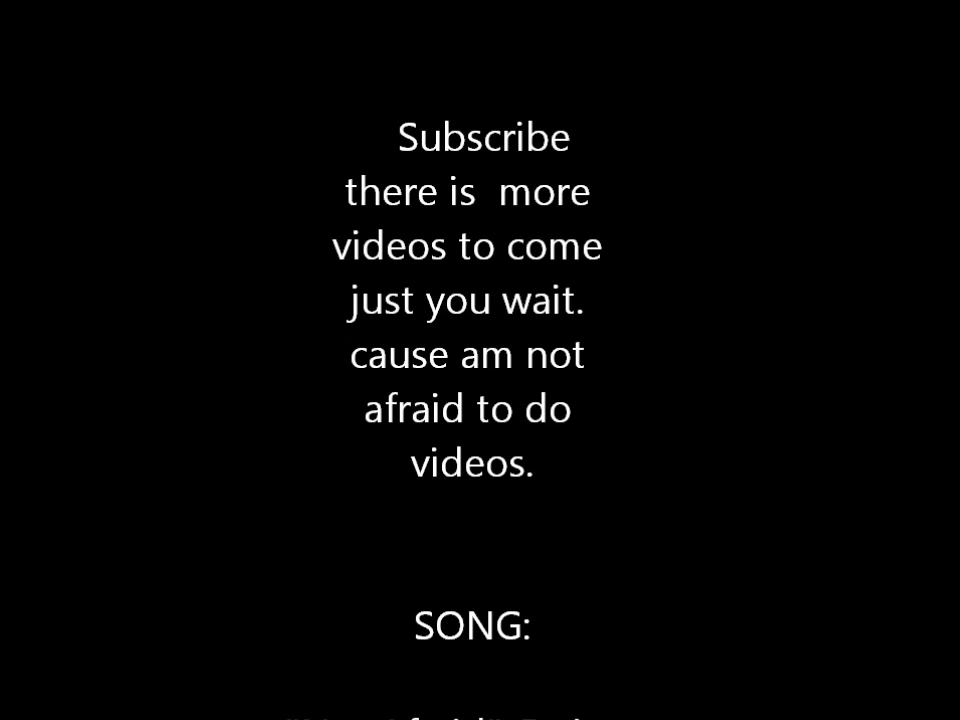 Subscribe
there is  more
videos to come
just you wait.
cause am not
afraid to do
videos.
SONG: